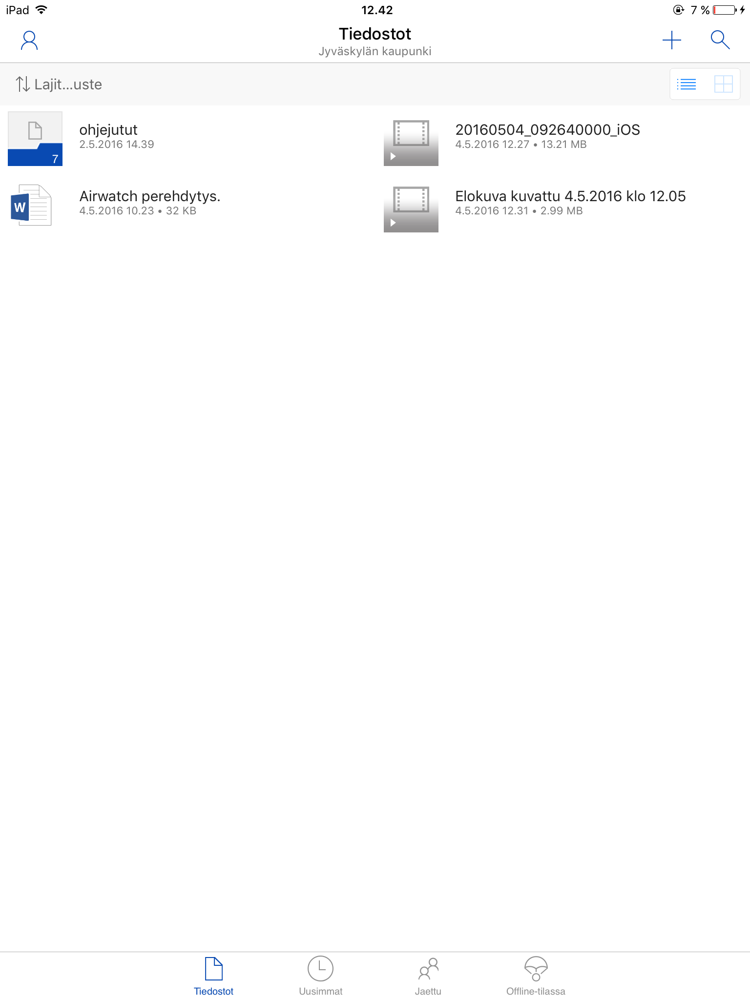 iPad 12.42 7 %
Tiedostot
Jyväskylän kaupunki
Lajit...uste
7
ohjejutut
2.5.2016 14.39
20160504_092640000_iOS
4.5.2016 12.27 • 13.21 MB
W
Airwatch perehdytys.
4.5.2016 10.23 • 32 KB
Elokuva kuvattu 4.5.2016 klo 12.05
4.5.2016 12.31 • 2.99 MB
Tiedostot Uusimmat Jaettu Offline-tilassa